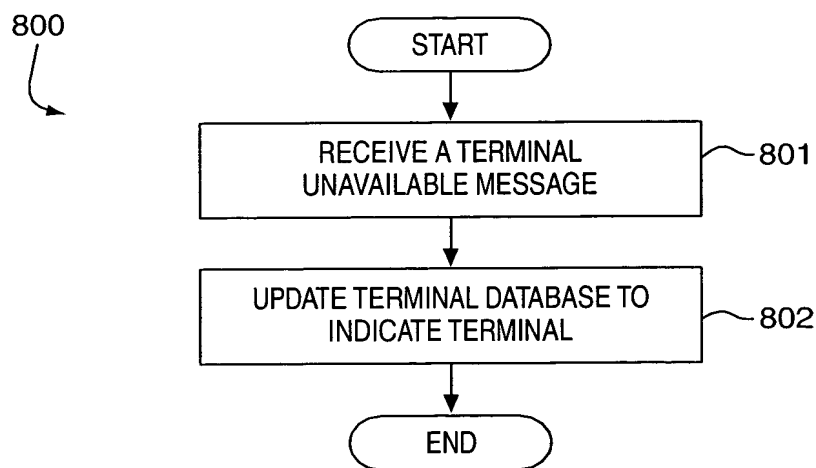 800
START
RECEIVE A TERMINAL
UNAVAILABLE MESSAGE
801
UPDATE TERMINAL DATABASE TO
INDICATE TERMINAL
802
END